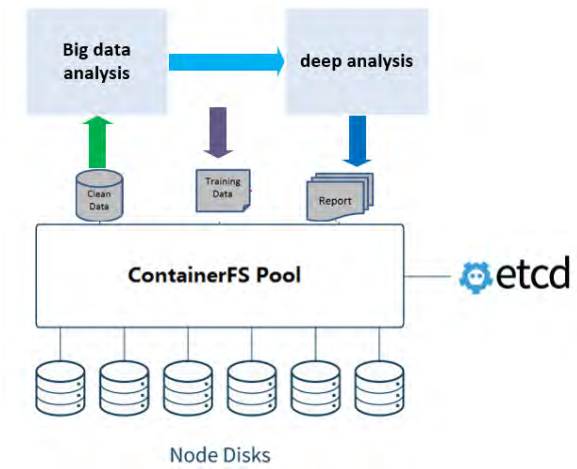 Big data
analysis
deep analysis
Clean
Data
Training
Data
Report
ContainerFS Pool
etcd
Node Disks